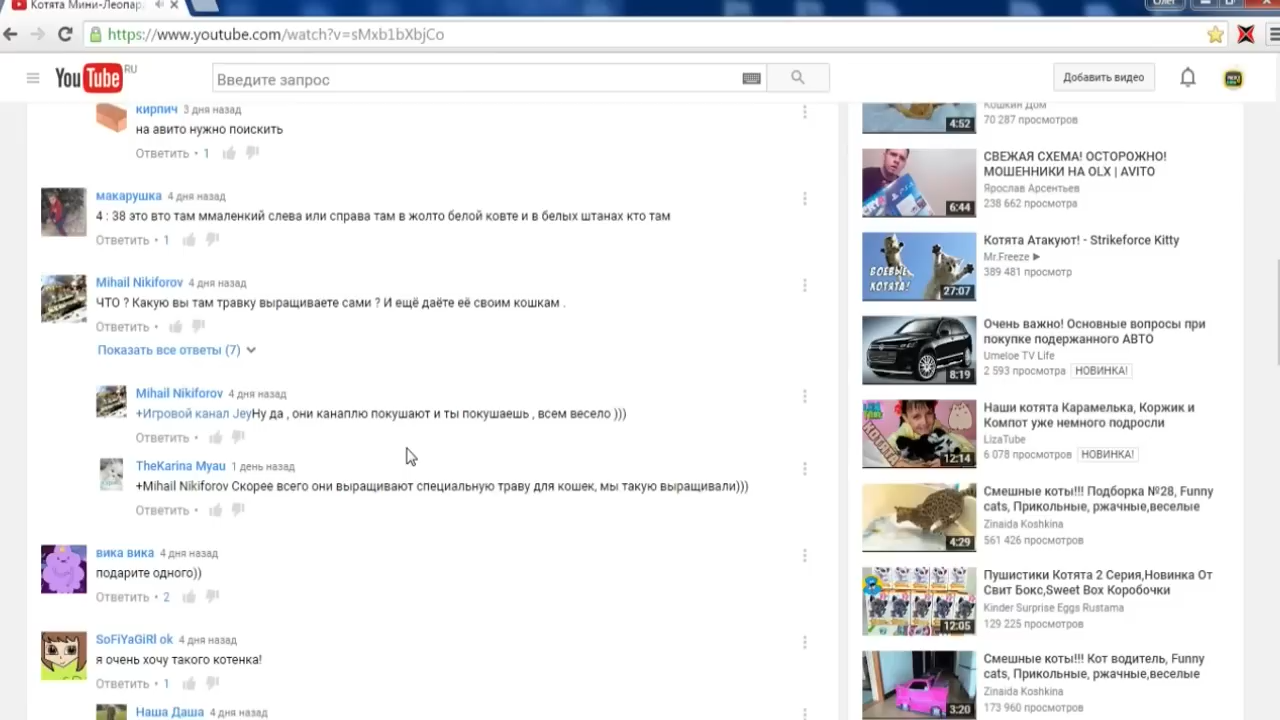 Котята Мини-Леопар
Олег
https://www.youtube.com/watch?v=sMxb1bXbjCo
YouTube RU
Введите запрос
Добавить видео
кирпич 3 дня назад
на авито нужно поискить
Ответить • 1
макарушка 4 дня назад
4 : 38 это вто там ммаленкий слева или справа там в жолто белой ковте и в белых штанах кто там
Ответить • 1
Mihail Nikiforov 4 дня назад
ЧТО ? Какую вы там травку выращиваете сами ? И ещё даёте её своим кошкам .
Ответить •
Показать все ответы (7)
Mihail Nikiforov 4 дня назад
+Игровой канал JeyНу да , они канаплю покушают и ты покушаешь , всем весело )))
Ответить •
TheKarina Myau 1 день назад
+Mihail Nikiforov Скорее всего они выращивают специальную траву для кошек, мы такую выращивали)))
Ответить •
вика вика 4 дня назад
подарите одного))
Ответить • 2
SoFiYaGiRl ok 4 дня назад
я очень хочу такого котенка!
Ответить • 1
Наша Даша 4 дня назад
Кошкин Дом
70 287 просмотров
4:52
СВЕЖАЯ СХЕМА! ОСТОРОЖНО!
МОШЕННИКИ НА OLX | AVITO
Ярослав Арсентьев
238 662 просмотра
6:44
Котята Атакуют! - Strikeforce Kitty
Mr.Freeze ►
389 481 просмотр
БОЕВЫЕ
КОТЯТА!
27:07
Очень важно! Основные вопросы при
покупке подержанного АВТО
Umeloe TV Life
2 593 просмотра НОВИНКА!
8:19
Наши котята Карамелька, Коржик и
Компот уже немного подросли
LizaTube
6 078 просмотров НОВИНКА!
12:14
Смешные коты!!! Подборка №28, Funny
cats, Прикольные, ржачные,веселые
Zinaida Koshkina
561 426 просмотров
4:29
Пушистики Котята 2 Серия,Новинка От
Свит Бокс,Sweet Box Коробочки
Kinder Surprise Eggs Rustama
129 225 просмотров
12:05
Смешные коты!!! Кот водитель, Funny
cats, Прикольные, ржачные,веселые
Zinaida Koshkina
173 960 просмотров
3:20